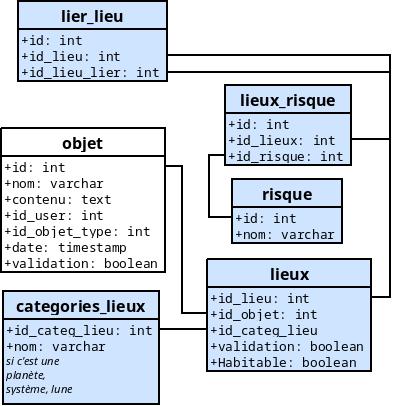 lier_lieu
+id: int
+id_lieu: int
+id_lieu_lier: int
lieux_risque
+id: int
+id_lieux: int
+id_risque: int
objet
+id: int
+nom: varchar
+contenu: text
+id_user: int
+id_objet_type: int
+date: timestamp
+validation: boolean
risque
+id: int
+nom: varchar
lieux
+id_lieu: int
+id_objet: int
+id_categ_lieu
+validation: boolean
+Habitable: boolean
categories_lieux
+id_categ_lieu: int
+nom: varchar
si c'est une
planète,
système, lune